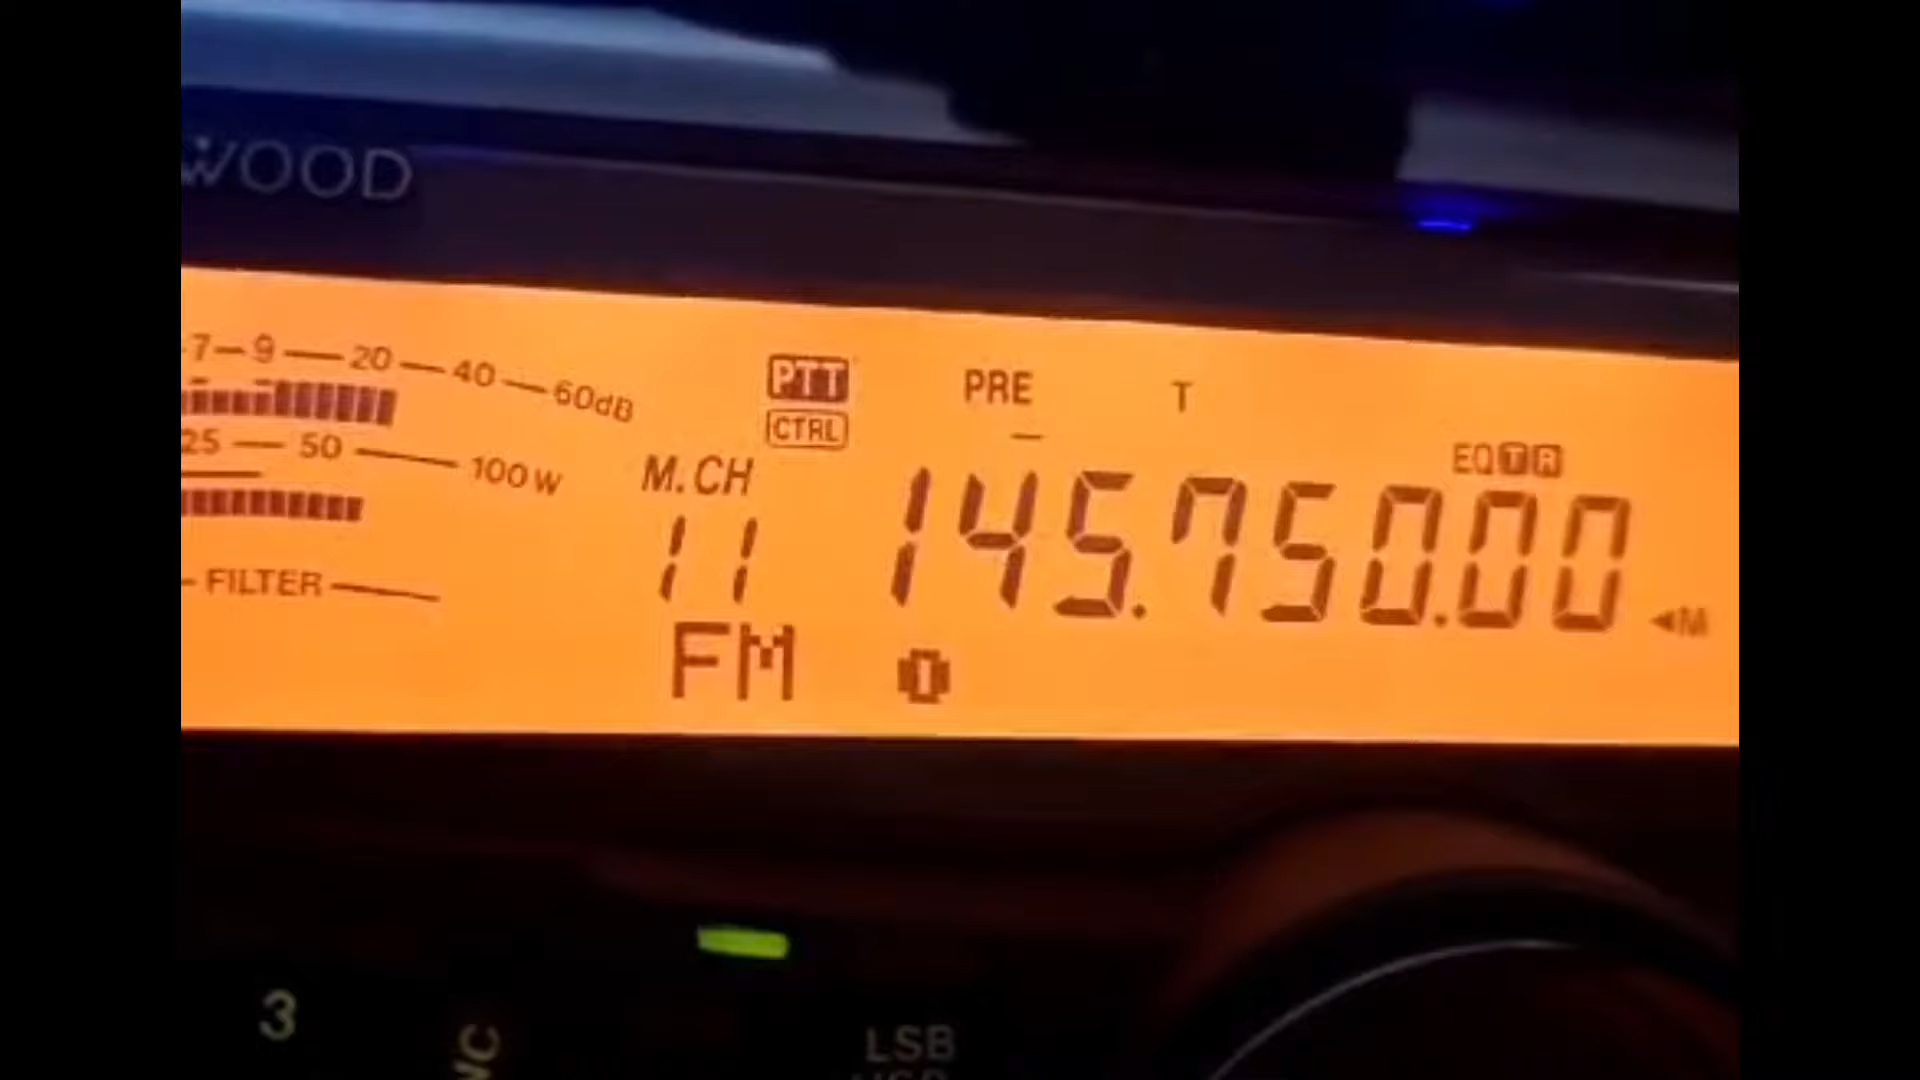 WOOD
7 9 20 40 60dB
PTT PRE T
CTRL
25 50 100W
M.CH
EQ T R
11 145.750.00
◄M
FILTER
FM
3
LSB